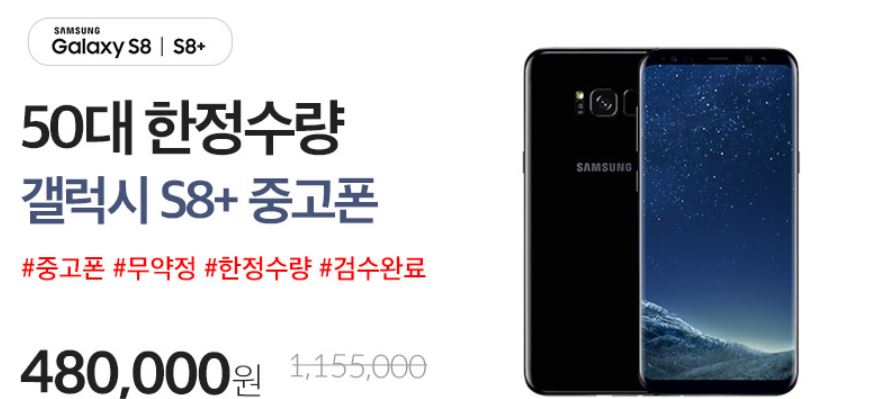 SAMSUNG
Galaxy S8 | S8+
50대 한정수량
갤럭시 S8+ 중고폰
#중고폰 #무약정 #한정수량 #검수완료
480,000원 1,155,000
SAMSUNG